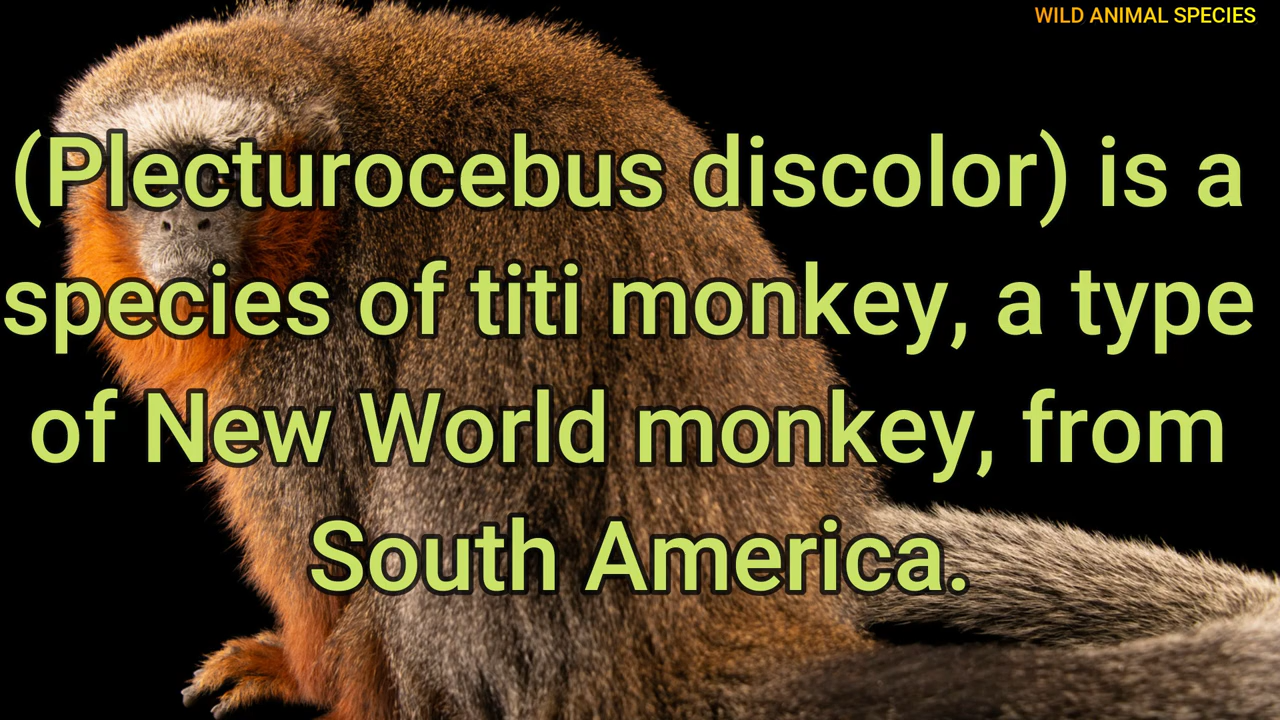 WILD ANIMAL SPECIES
(Plecturocebus discolor) is a
species of titi monkey, a type
of New World monkey, from
South America.